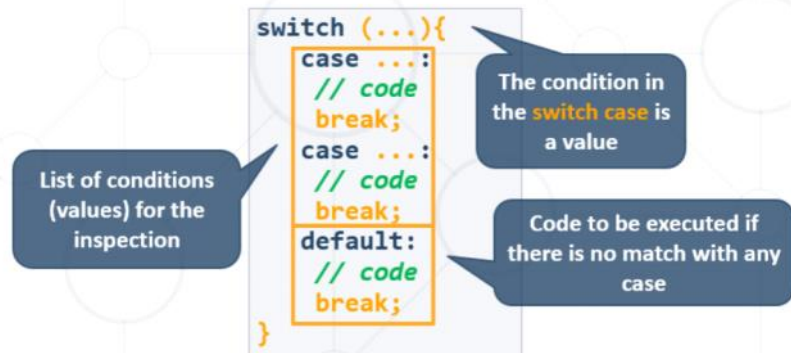 switch (...){
case ...:
// code
break;
case ...:
// code
break;
default:
// code
break;
}
The condition in
the switch case is
a value
List of conditions
(values) for the
inspection
Code to be executed if
there is no match with any
case